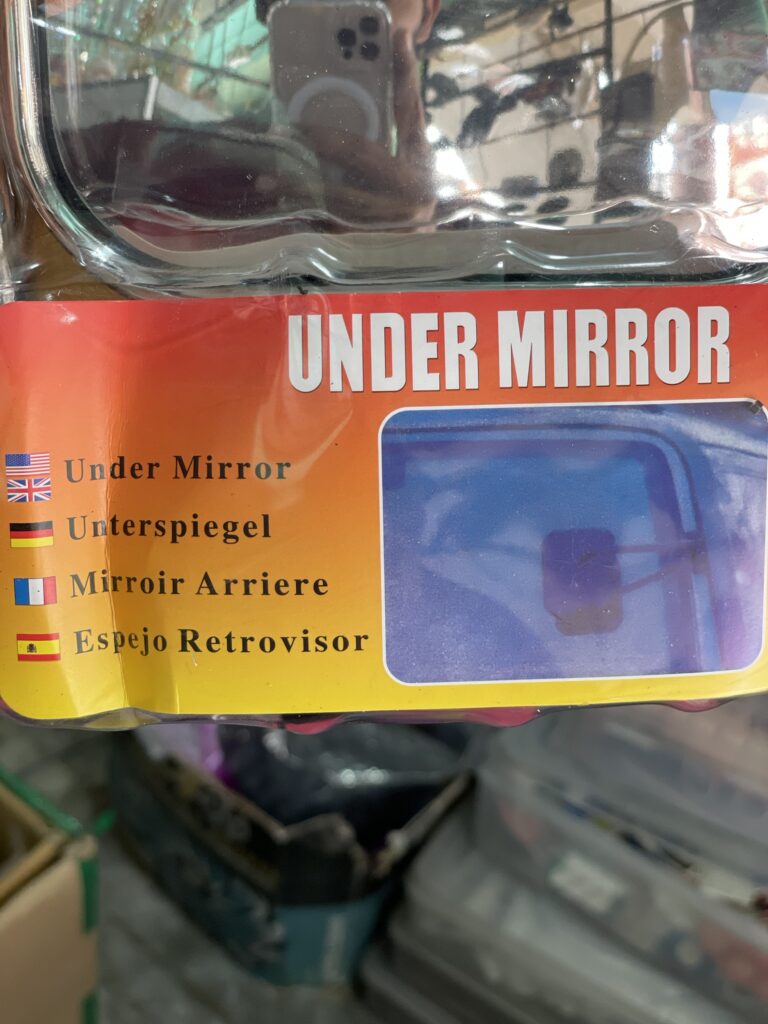 UNDER MIRROR
Under Mirror
Unterspiegel
Mirroir Arriere
Espejo Retrovisor